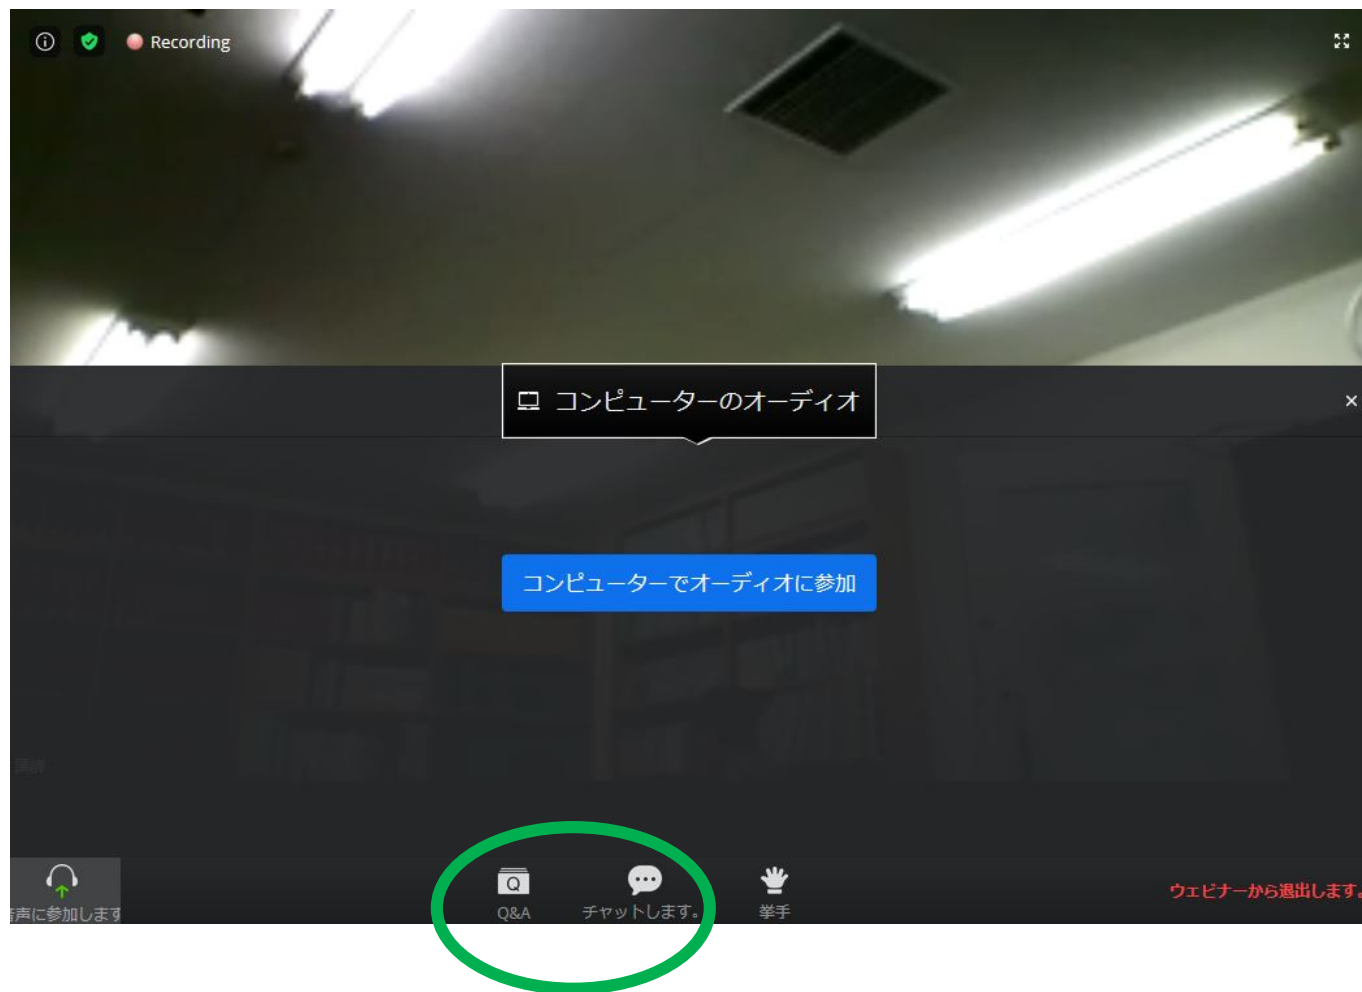 Recording
コンピューターのオーディオ
コンピューターでオーディオに参加
講師
声に参加します
Q&A
チャットします。
挙手
ウェビナーから退出します。